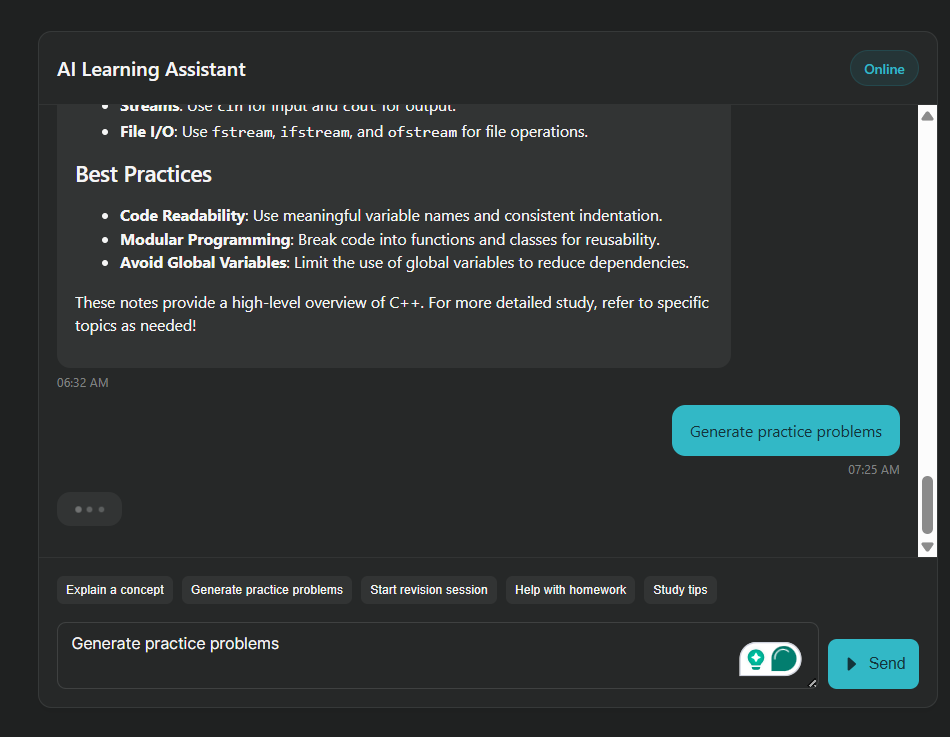 AI Learning Assistant
Online
Streams: Use cin for input and cout for output.
File I/O: Use fstream, ifstream, and ofstream for file operations.
Best Practices
Code Readability: Use meaningful variable names and consistent indentation.
Modular Programming: Break code into functions and classes for reusability.
Avoid Global Variables: Limit the use of global variables to reduce dependencies.
These notes provide a high-level overview of C++. For more detailed study, refer to specific
topics as needed!
06:32 AM
Generate practice problems
07:25 AM
Explain a concept
Generate practice problems
Start revision session
Help with homework
Study tips
Generate practice problems
Send